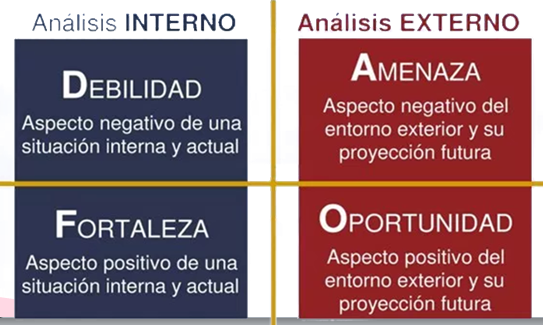 Análisis INTERNO
DEBILIDAD
Aspecto negativo de una
situación interna y actual
FORTALEZA
Aspecto positivo de una
situación interna y actual
Análisis EXTERNO
AMENAZA
Aspecto negativo del
entorno exterior y su
proyección futura
OPORTUNIDAD
Aspecto positivo del
entorno exterior y su
proyección futura